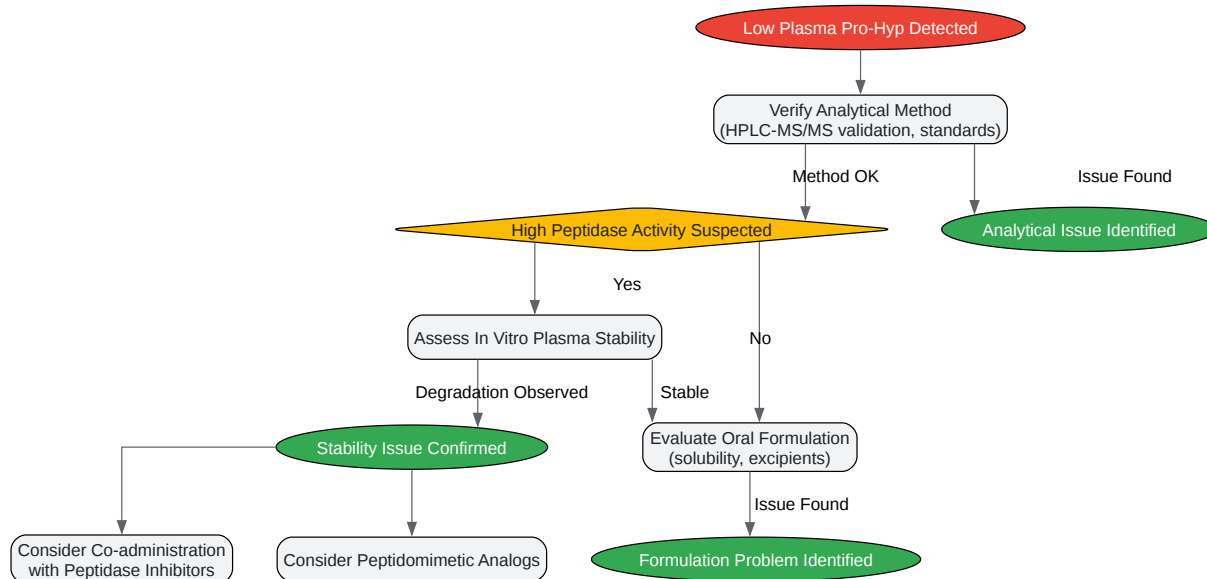 Low Plasma Pro-Hyp Detected
Verify Analytical Method
(HPLC-MS/MS validation, standards)
Method OK
Issue Found
High Peptidase Activity Suspected
Analytical Issue Identified
Yes
Assess In Vitro Plasma Stability
No
Degradation Observed
Stable
Stability Issue Confirmed
Evaluate Oral Formulation
(solubility, excipients)
Issue Found
Consider Co-administration
with Peptidase Inhibitors
Consider Peptidomimetic Analogs
Formulation Problem Identified